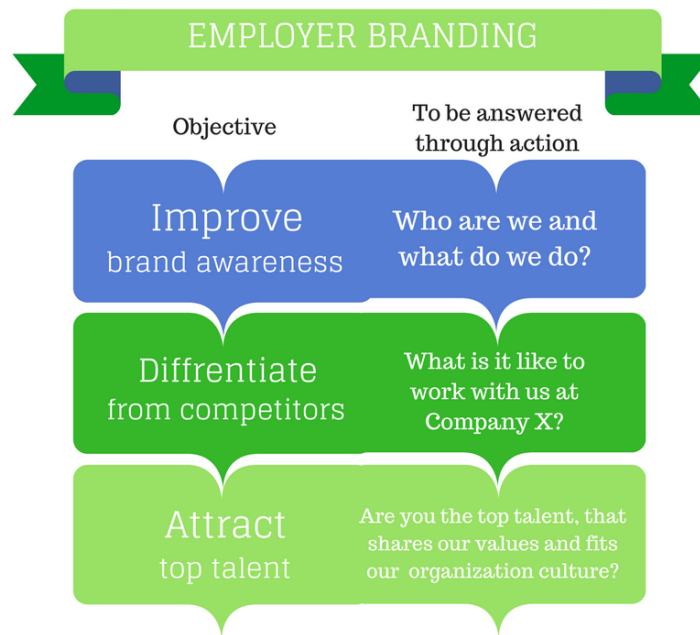 EMPLOYER BRANDING
Objective
To be answered
through action
Improve
brand awareness
Who are we and
what do we do?
Diffrentiate
from competitors
What is it like to
work with us at
Company X?
Attract
top talent
Are you the top talent, that
shares our values and fits
our organization culture?